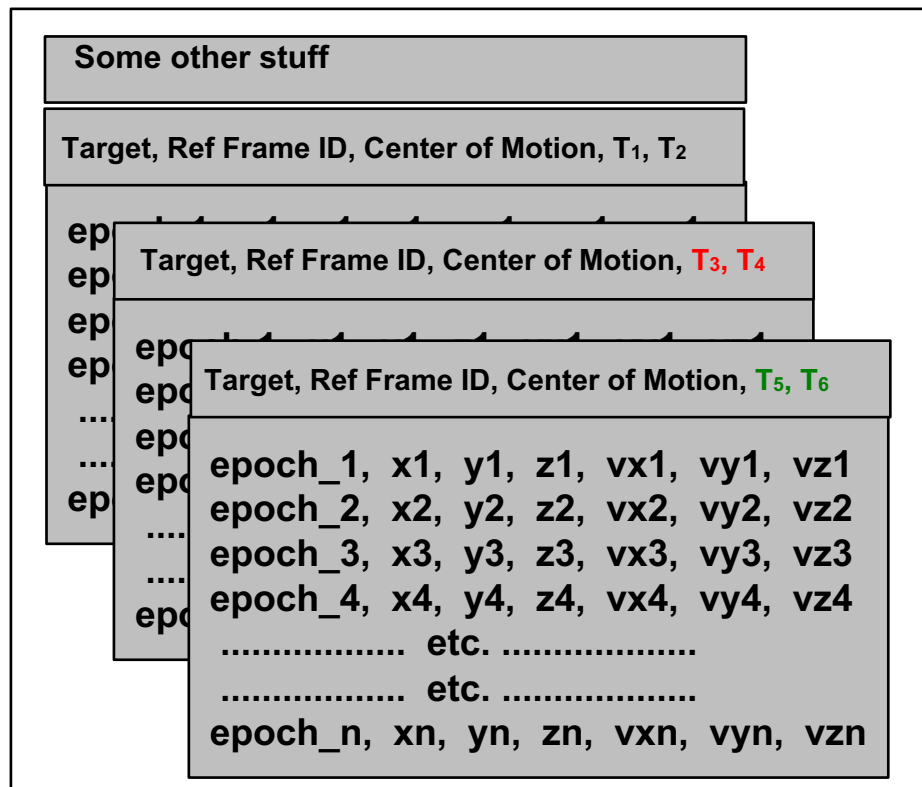 Some other stuff
Target, Ref Frame ID, Center of Motion, T₁, T₂
Target, Ref Frame ID, Center of Motion, T₃, T₄
Target, Ref Frame ID, Center of Motion, T₅, T₆
epoch_1, x1, y1, z1, vx1, vy1, vz1
epoch_2, x2, y2, z2, vx2, vy2, vz2
epoch_3, x3, y3, z3, vx3, vy3, vz3
epoch_4, x4, y4, z4, vx4, vy4, vz4
.................. etc. ...................
.................. etc. ...................
epoch_n, xn, yn, zn, vxn, vyn, vzn